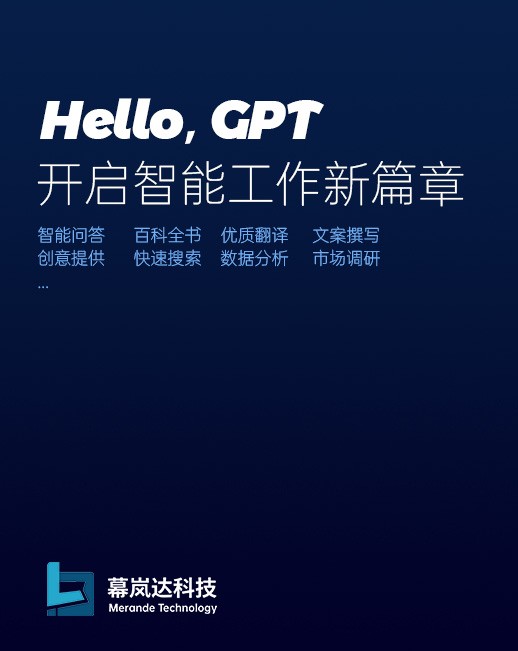 Hello, GPT
开启智能工作新篇章
智能问答 百科全书 优质翻译 文案撰写
创意提供 快速搜索 数据分析 市场调研
...
幕岚达科技
Merande Technology